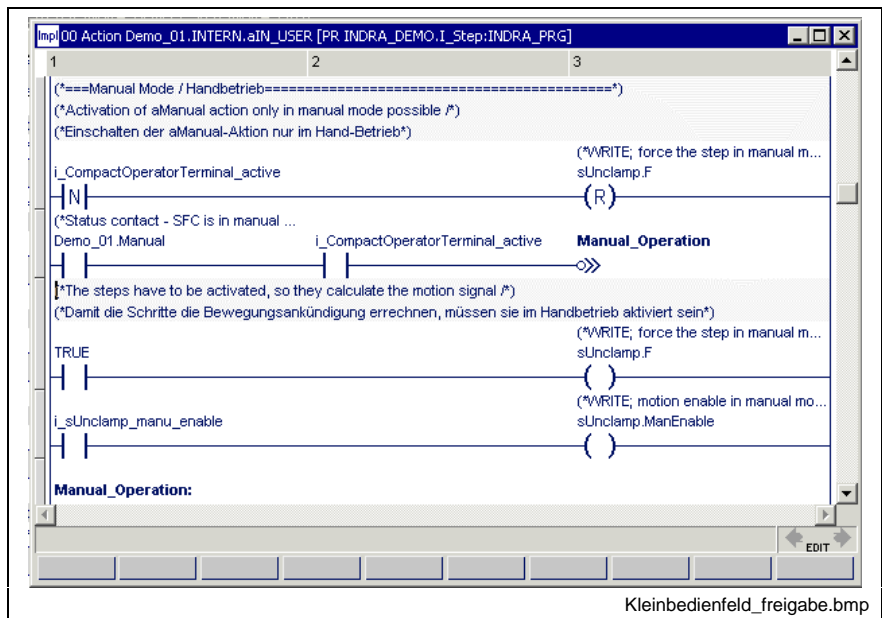 Impl 00 Action Demo_01.INTERN.aIN_USER [PR INDRA_DEMO.I_Step:INDRA_PRG]
1 2 3
(*===Manual Mode / Handbetrieb=============================================*)
(*Activation of aManual action only in manual mode possible /*)
(*Einschalten der aManual-Aktion nur im Hand-Betrieb*)
(*WRITE; force the step in manual m...
i_CompactOperatorTerminal_active sUnclamp.F
N R
(*Status contact - SFC is in manual ...
Demo_01.Manual i_CompactOperatorTerminal_active Manual_Operation
(*The steps have to be activated, so they calculate the motion signal /*)
(*Damit die Schritte die Bewegungsankündigung errechnen, müssen sie im Handbetrieb aktiviert sein*)
(*WRITE; force the step in manual m...
TRUE sUnclamp.F
(*WRITE; motion enable in manual mo...
i_sUnclamp_manu_enable sUnclamp.ManEnable
Manual_Operation:
EDIT
Kleinbedienfeld_freigabe.bmp